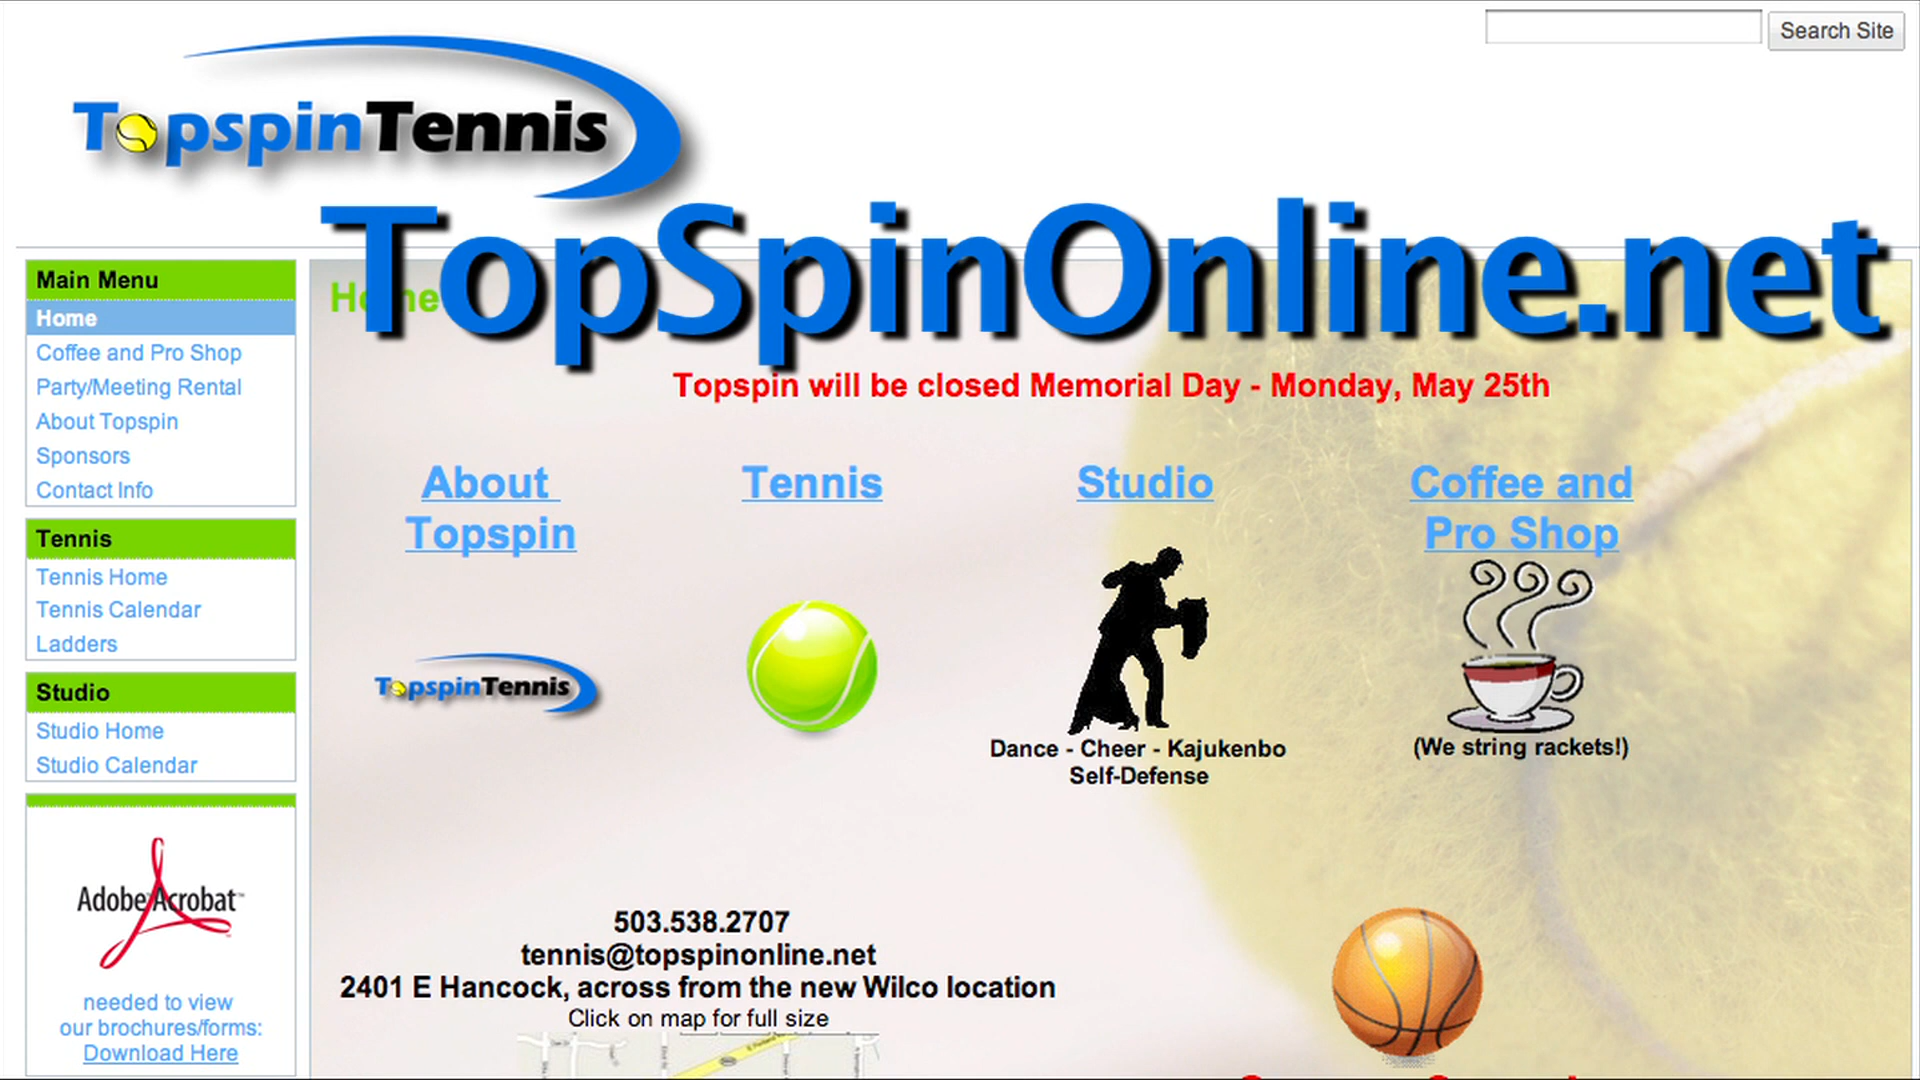 Search Site
TopspinTennis
TopSpinOnline.net
Main Menu
Home
Coffee and Pro Shop
Party/Meeting Rental
About Topspin
Sponsors
Contact Info
Tennis
Tennis Home
Tennis Calendar
Ladders
Studio
Studio Home
Studio Calendar
Adobe Acrobat
needed to view
our brochures/forms:
Download Here
Topspin will be closed Memorial Day - Monday, May 25th
About
Topspin
TopspinTennis
Tennis
Studio
Dance - Cheer - Kajukenbo
Self-Defense
Coffee and
Pro Shop
(We string rackets!)
503.538.2707
tennis@topspinonline.net
2401 E Hancock, across from the new Wilco location
Click on map for full size